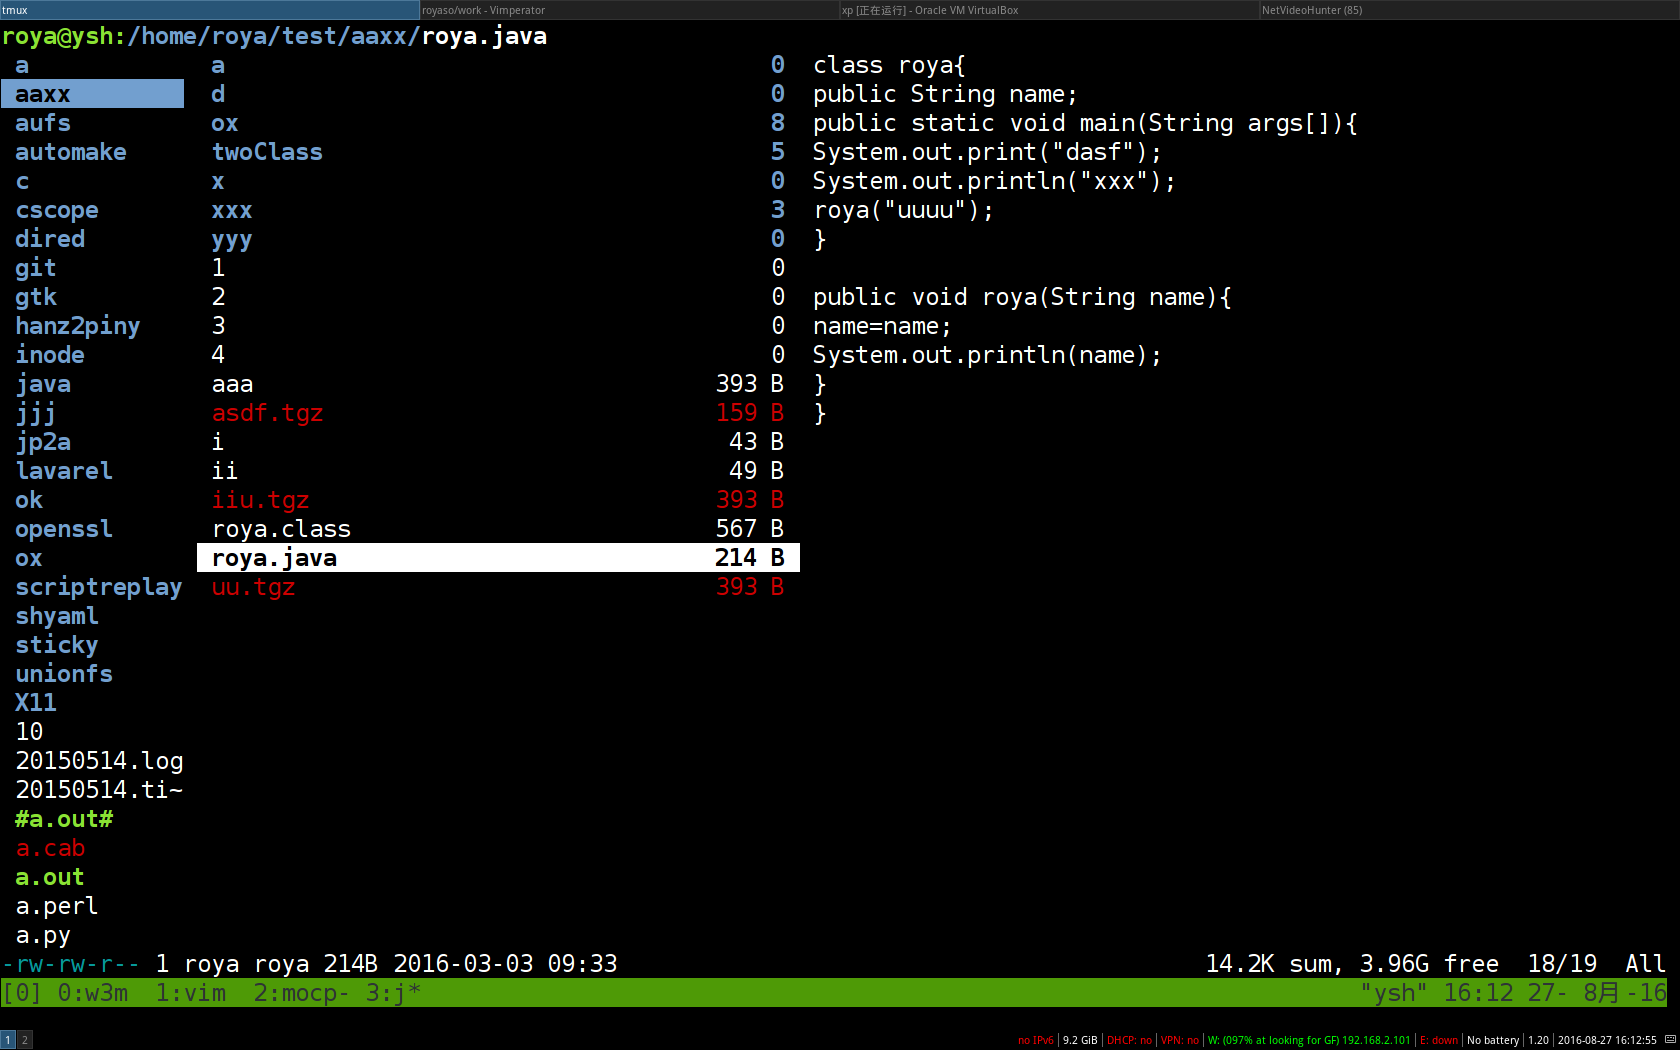 tmux royaso/work - Vimperator xp [正在运行] - Oracle VM VirtualBox NetVideoHunter (85)
roya@ysh:/home/roya/test/aaxx/roya.java
a a 0 class roya{
aaxx d 0 public String name;
aufs ox 8 public static void main(String args[]){
automake twoClass 5 System.out.print("dasf");
c x 0 System.out.println("xxx");
cscope xxx 3 roya("uuuu");
dired yyy 0 }
git 1 0
gtk 2 0 public void roya(String name){
hanz2piny 3 0 name=name;
inode 4 0 System.out.println(name);
java aaa 393 B }
jjj asdf.tgz 159 B }
jp2a i 43 B
lavarel ii 49 B
ok iiu.tgz 393 B
openssl roya.class 567 B
ox roya.java 214 B
scriptreplay uu.tgz 393 B
shyaml
sticky
unionfs
X11
10
20150514.log
20150514.ti~
#a.out#
a.cab
a.out
a.perl
a.py
-rw-rw-r-- 1 roya roya 214B 2016-03-03 09:33 14.2K sum, 3.96G free 18/19 All
[0] 0:w3m 1:vim 2:mocp- 3:j* "ysh" 16:12 27- 8月-16
1 2 no IPv6 | 9.2 GiB | DHCP: no | VPN: no | W: (097% at looking for GF) 192.168.2.101 | E: down | No battery | 1.20 | 2016-08-27 16:12:55